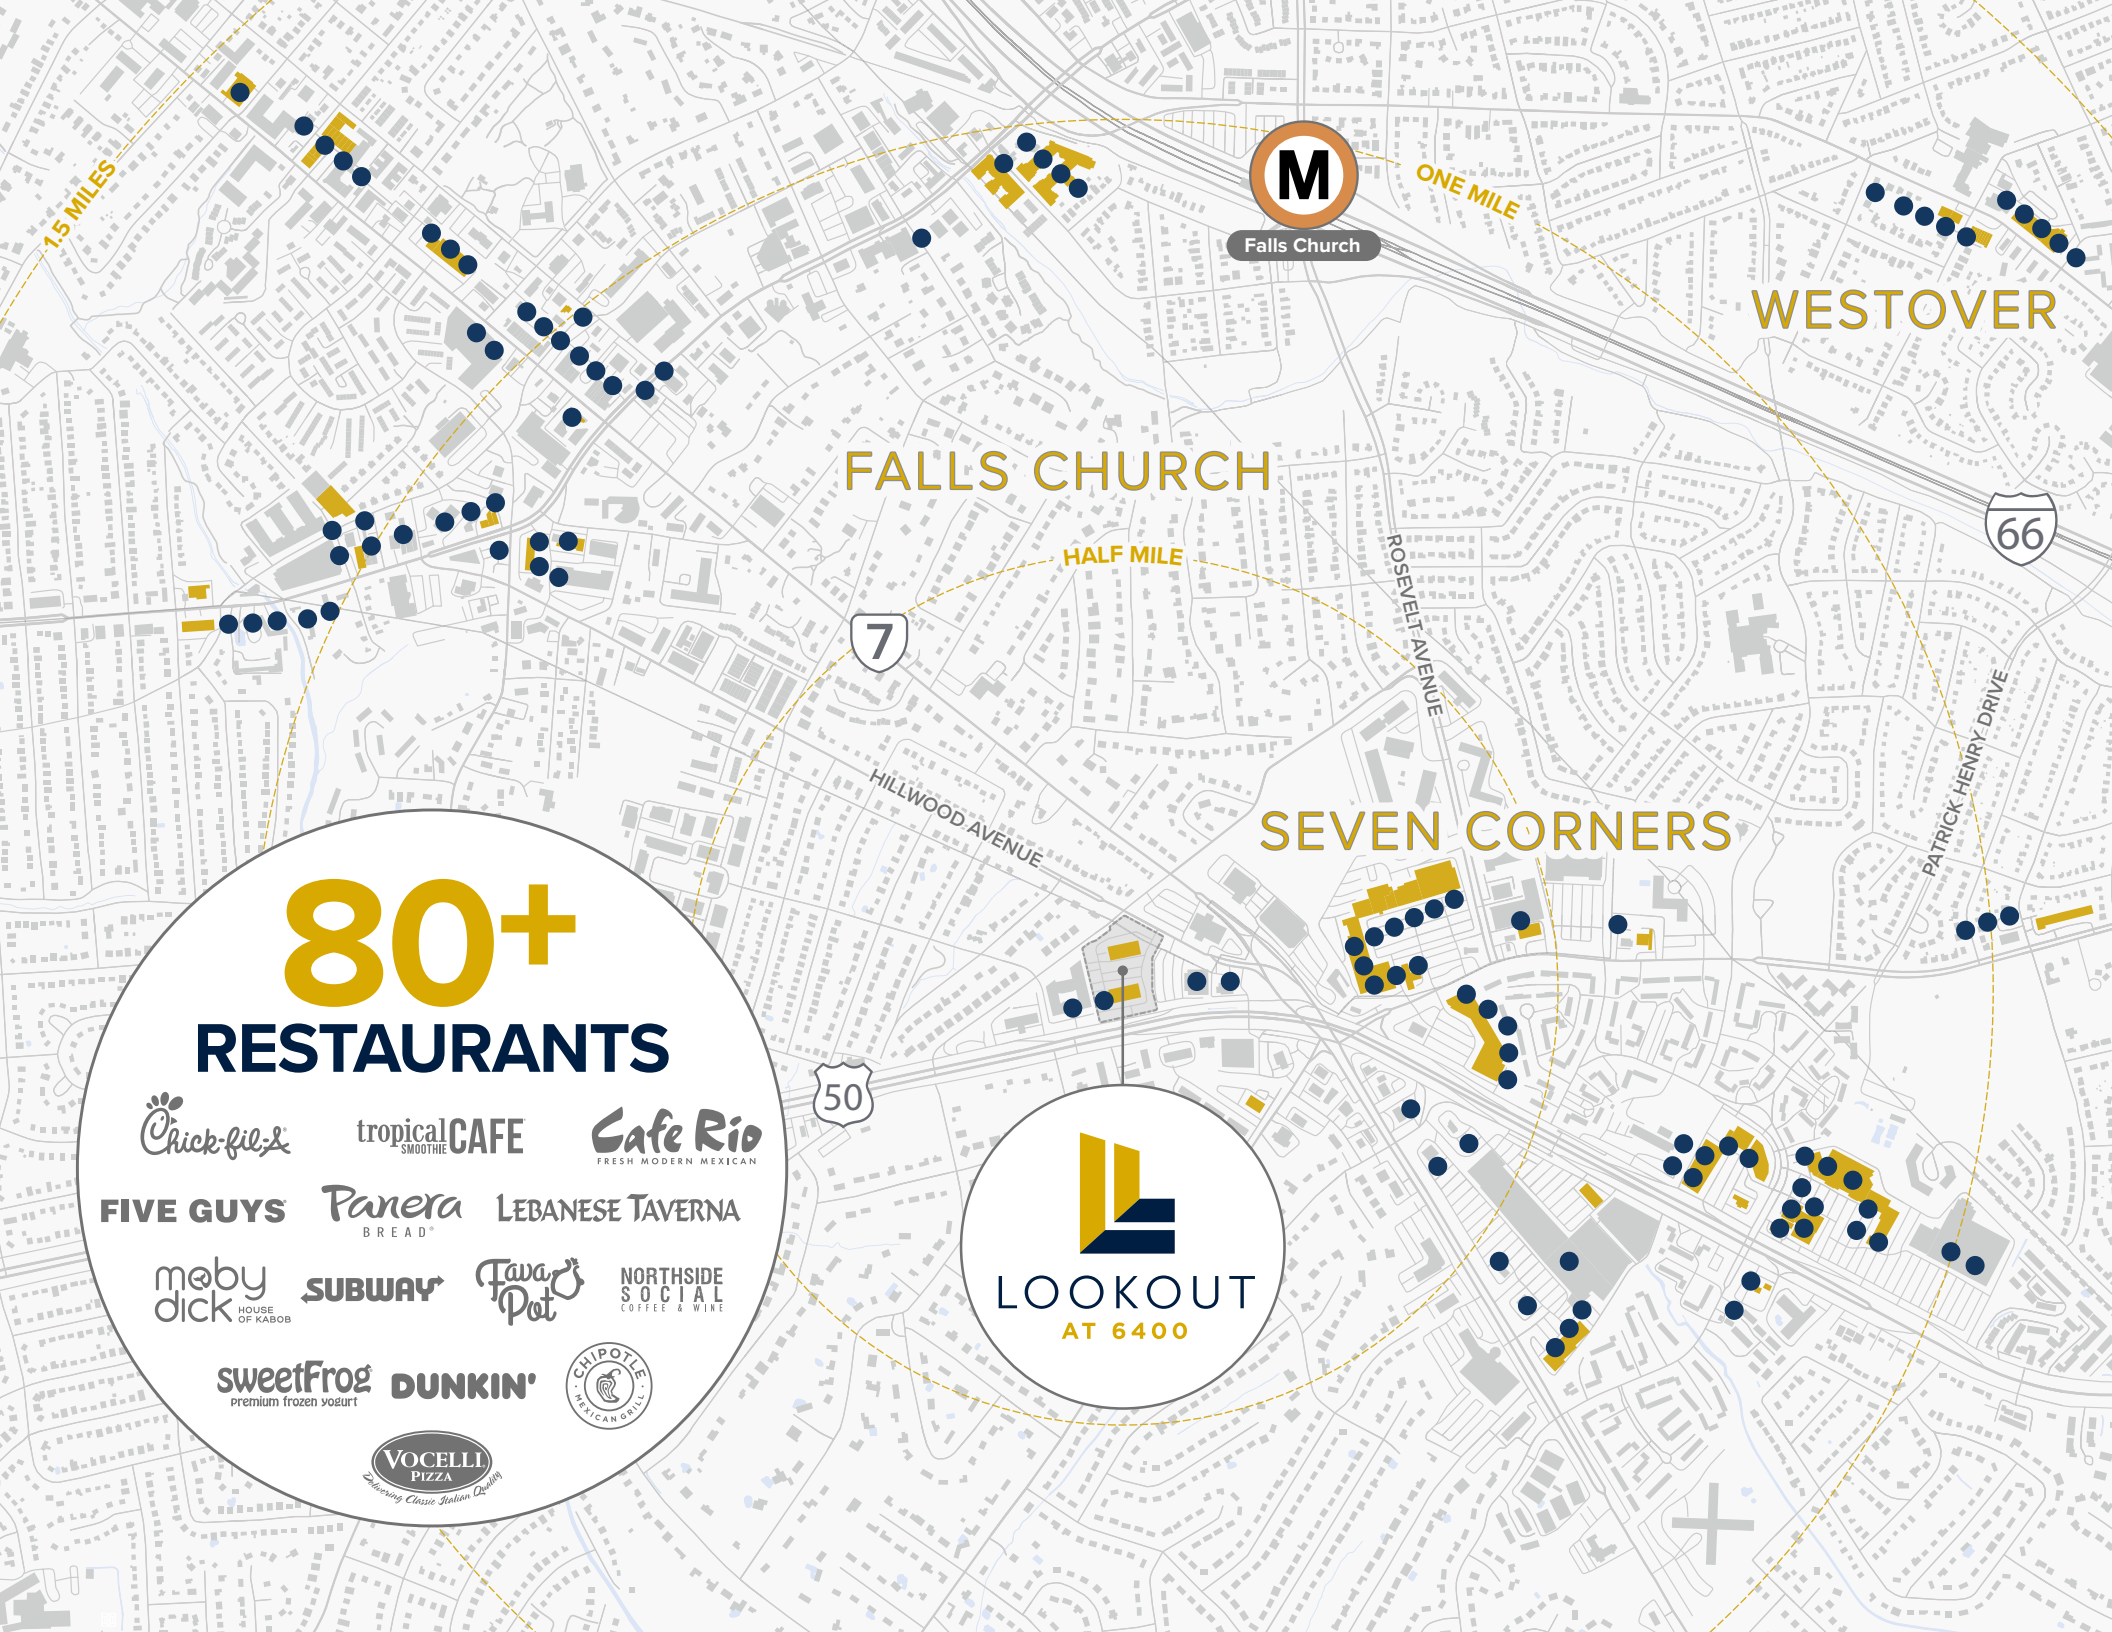 1.5 MILES
M
Falls Church
ONE MILE
WESTOVER
FALLS CHURCH
66
HALF MILE
ROSEVELT AVENUE
7
PATRICK HENRY DRIVE
HILLWOOD AVENUE
SEVEN CORNERS
80+
RESTAURANTS
Chick-fil-A
tropical SMOOTHIE CAFE
Cafe Rio
FRESH MODERN MEXICAN
FIVE GUYS
Panera
BREAD®
LEBANESE TAVERNA
moby
dick HOUSE OF KABOB
SUBWAY
Fava
Pot
NORTHSIDE
SOCIAL
COFFEE & WINE
sweetFrog
premium frozen yogurt
DUNKIN'
CHIPOTLE
MEXICAN GRILL
VOCELLI
PIZZA
Delivering Classic Italian Quality
50
LOOKOUT
AT 6400